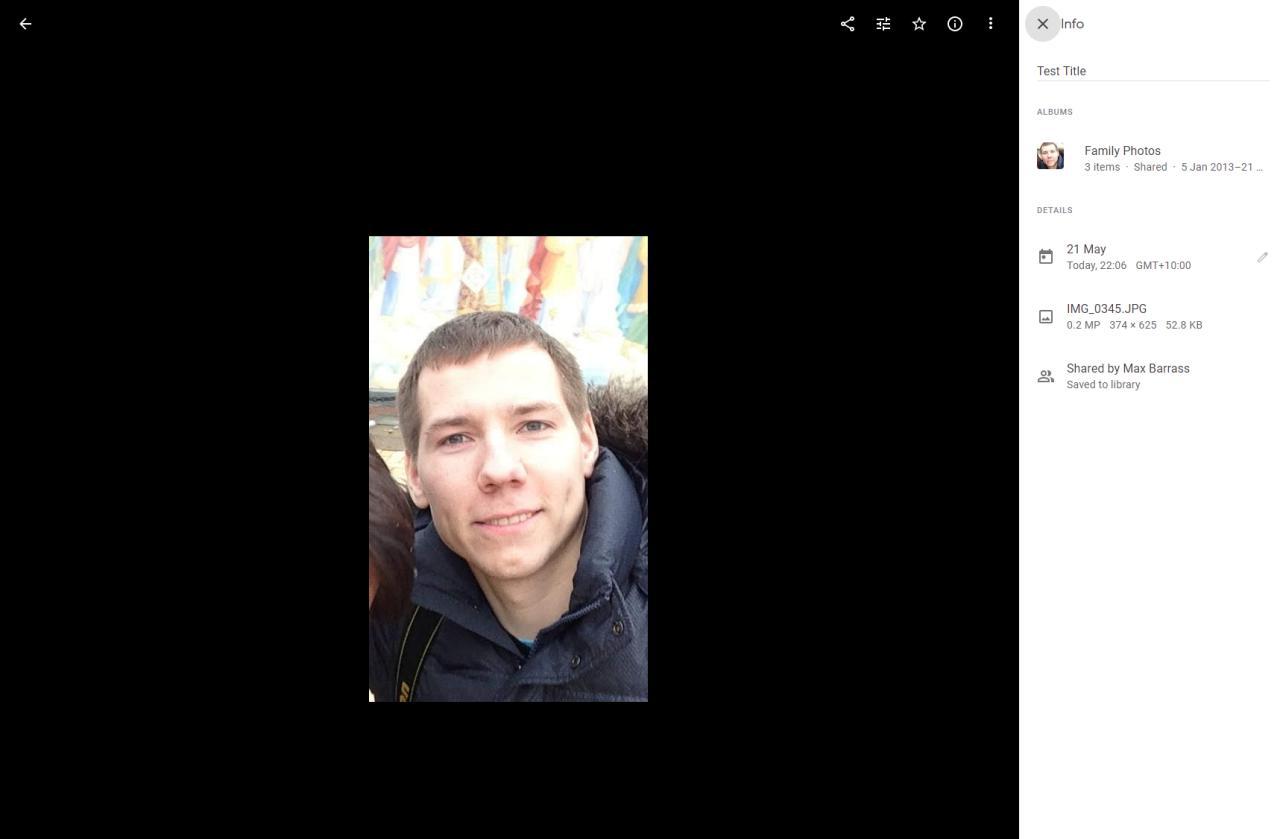 Info
Test Title
ALBUMS
Family Photos
3 items · Shared · 5 Jan 2013–21 ...
DETAILS
21 May
Today, 22:06 GMT+10:00
IMG_0345.JPG
0.2 MP 374 × 625 52.8 KB
Shared by Max Barrass
Saved to library